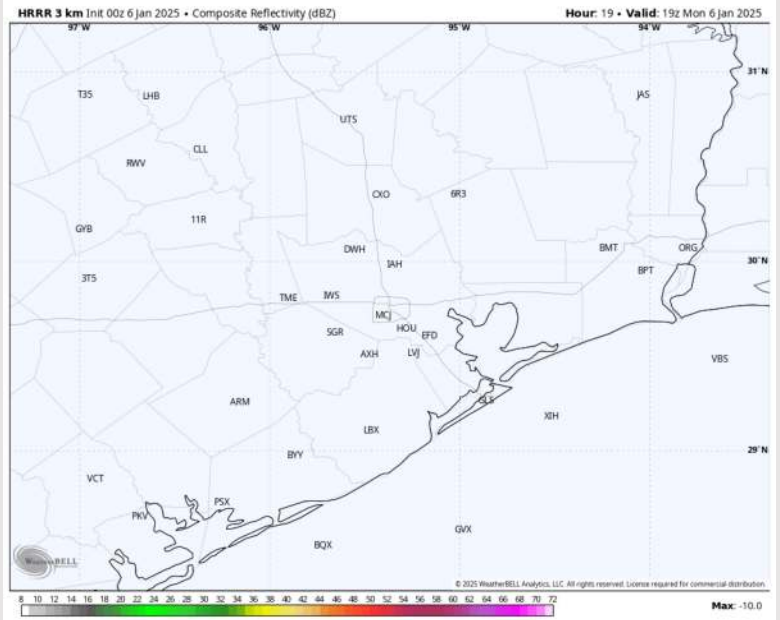 HRRR 3 km Init 00z 6 Jan 2025 • Composite Reflectivity (dBZ) Hour: 19 • Valid: 19z Mon 6 Jan 2025
97°W 96°W 95°W 94°W
31°N
T35 LHB JAS
UTS
CLL
RWV
CXO 6R3
11R
GYB
DWH BMT ORG
IAH 30°N
BPT
3T5
TME IWS
MCJ
SGR HOU EFD
AXH LVJ VBS
ARM GLS
XIH
LBX
BYY 29°N
VCT
PSX
PKV
GVX
BQX
WeatherBELL
© 2025 WeatherBELL Analytics, LLC. All rights reserved. License required for commercial distribution.
8 10 12 14 16 18 20 22 24 26 28 30 32 34 36 38 40 42 44 46 48 50 52 54 56 58 60 62 64 66 68 70 72 Max: -10.0